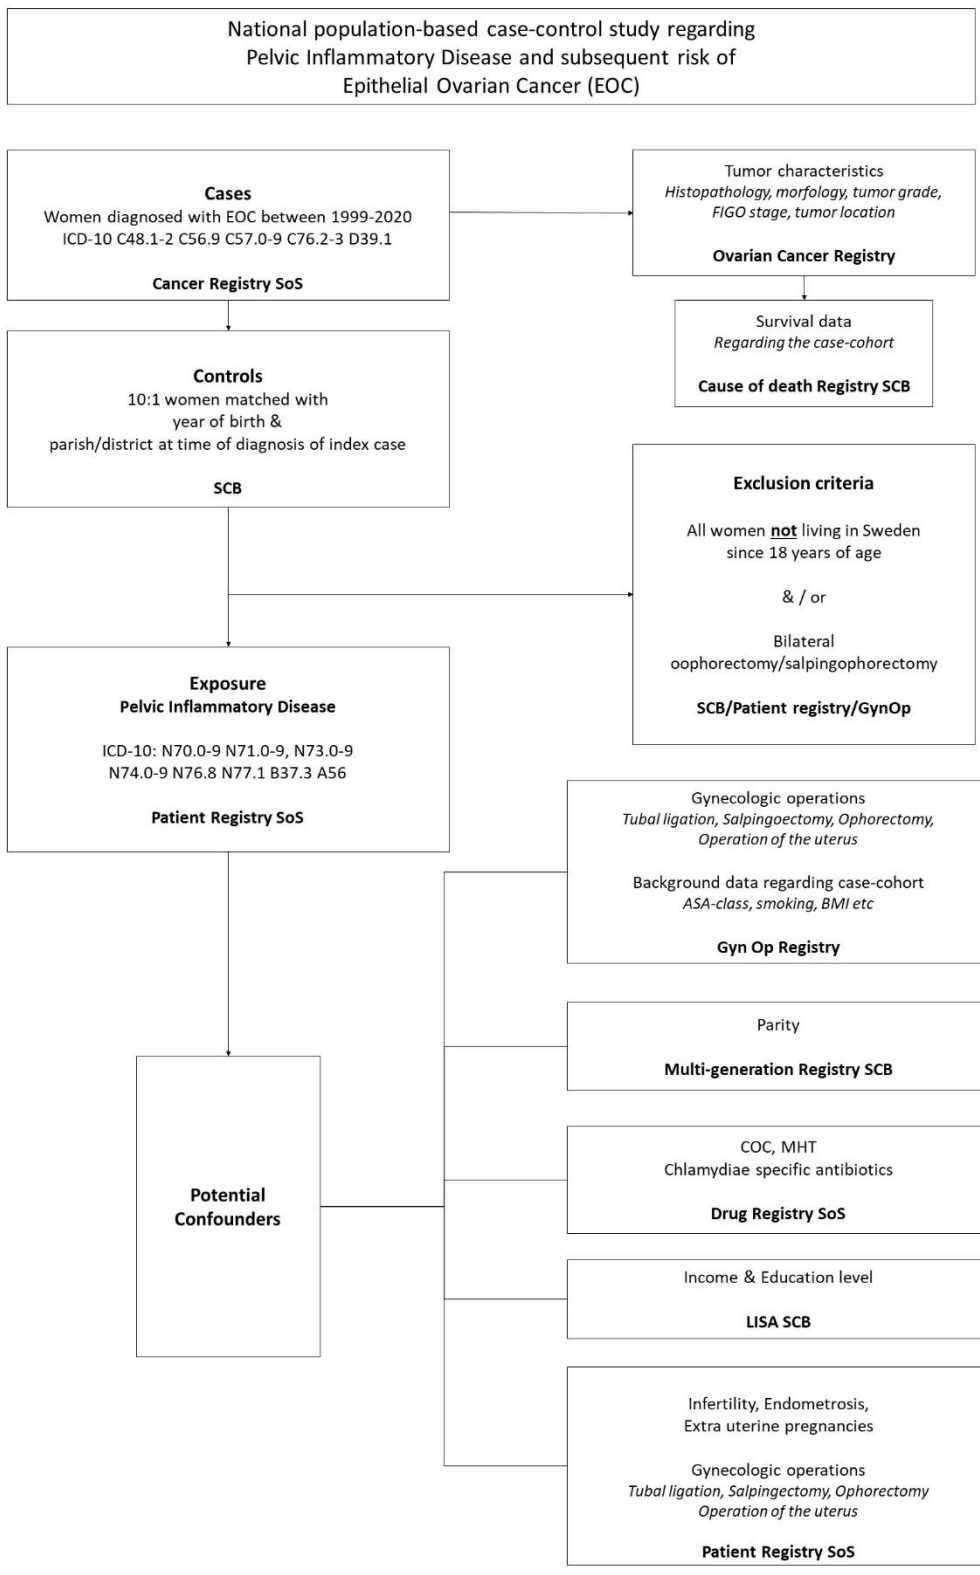 National population-based case-control study regarding
Pelvic Inflammatory Disease and subsequent risk of
Epithelial Ovarian Cancer (EOC)
Cases
Women diagnosed with EOC between 1999-2020
ICD-10 C48.1-2 C56.9 C57.0-9 C76.2-3 D39.1
Cancer Registry SoS
Tumor characteristics
Histopathology, morfology, tumor grade,
FIGO stage, tumor location
Ovarian Cancer Registry
Survival data
Regarding the case-cohort
Cause of death Registry SCB
Controls
10:1 women matched with
year of birth &
parish/district at time of diagnosis of index case
SCB
Exclusion criteria
All women not living in Sweden
since 18 years of age
& / or
Bilateral
oophorectomy/salpingophorectomy
SCB/Patient registry/GynOp
Exposure
Pelvic Inflammatory Disease
ICD-10: N70.0-9 N71.0-9, N73.0-9
N74.0-9 N76.8 N77.1 B37.3 A56
Patient Registry SoS
Potential
Confounders
Gynecologic operations
Tubal ligation, Salpingoectomy, Ophorectomy,
Operation of the uterus
Background data regarding case-cohort
ASA-class, smoking, BMI etc
Gyn Op Registry
Parity
Multi-generation Registry SCB
COC, MHT
Chlamydiae specific antibiotics
Drug Registry SoS
Income & Education level
LISA SCB
Infertility, Endometrosis,
Extra uterine pregnancies
Gynecologic operations
Tubal ligation, Salpingectomy, Ophorectomy
Operation of the uterus
Patient Registry SoS